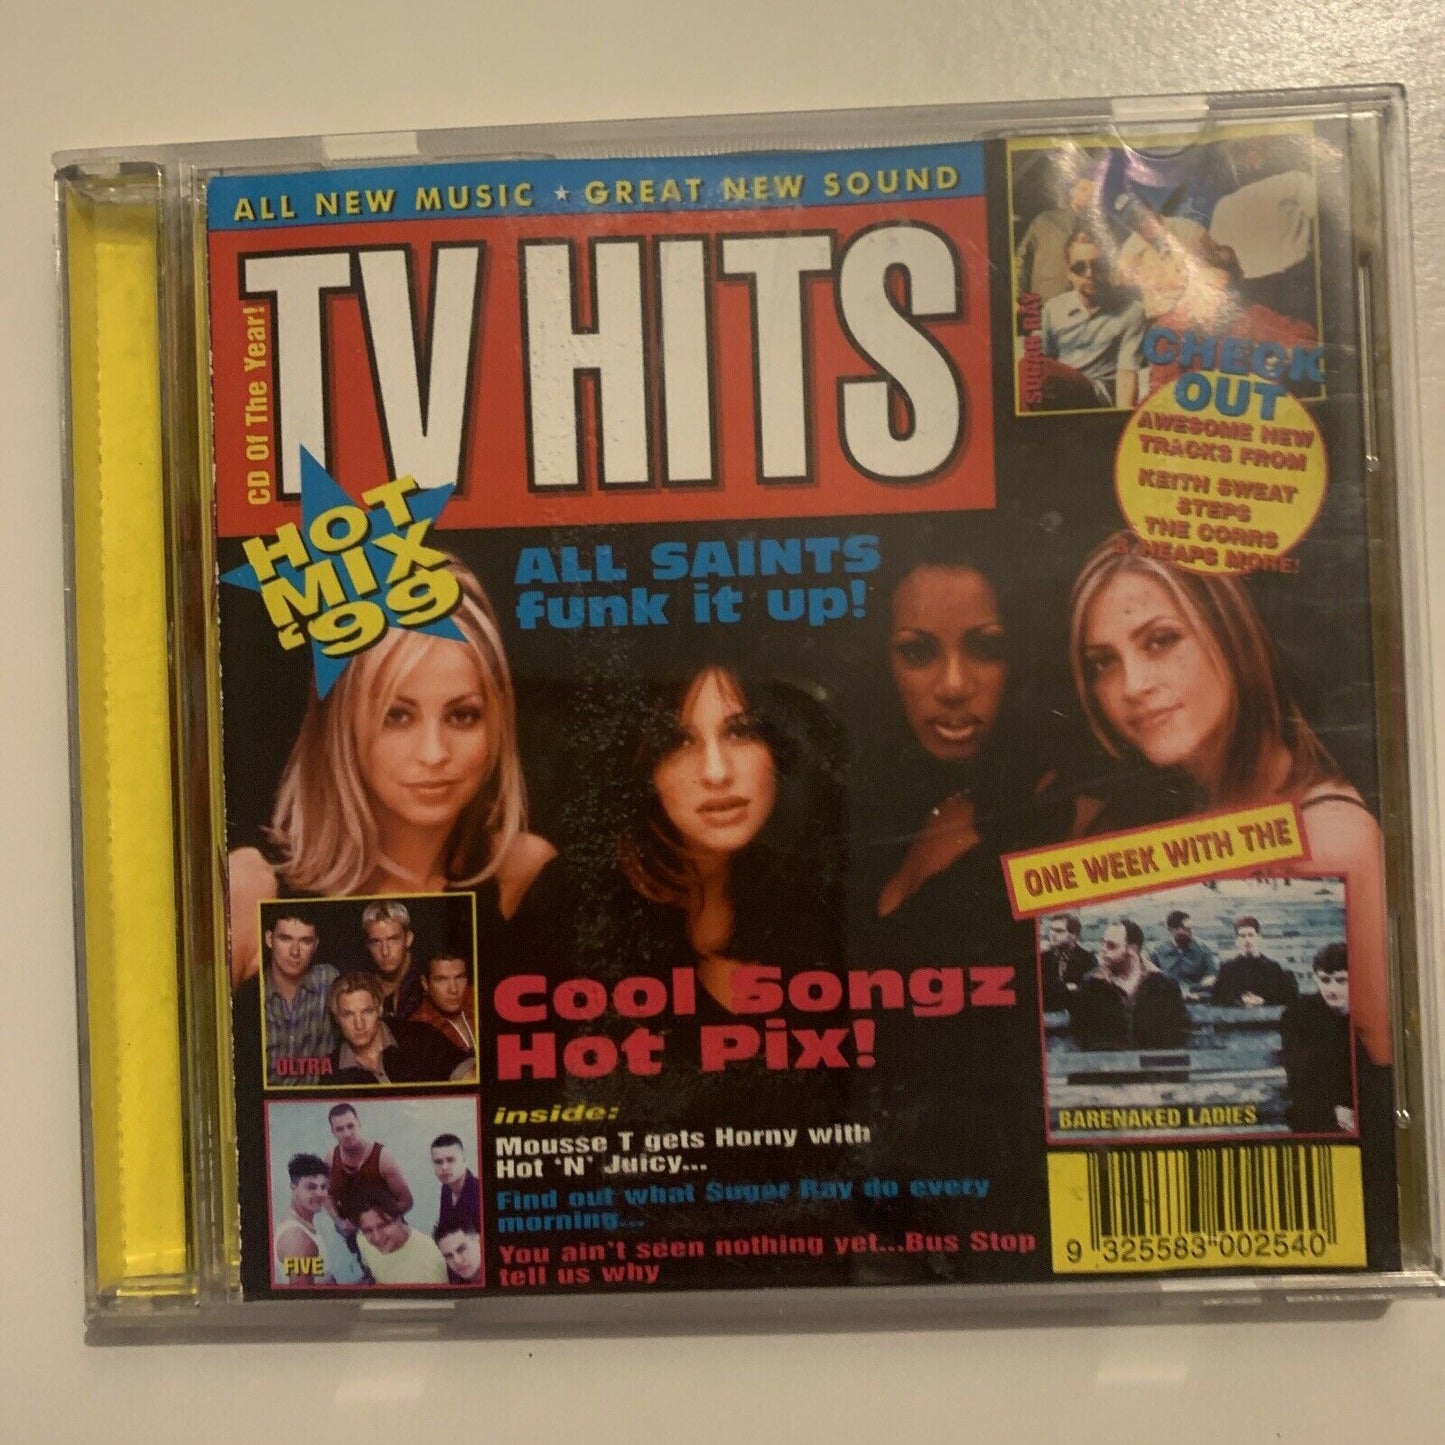 ALL NEW MUSIC ★ GREAT NEW SOUND
CD Of The Year!
TV HITS
HOT
MIX
'99
SUGAR RAY
CHECK
OUT
AWESOME NEW
TRACKS FROM
KEITH SWEAT
STEPS
THE CORRS
& HEAPS MORE!
ALL SAINTS
funk it up!
ONE WEEK WITH THE
BARENAKED LADIES
ULTRA
FIVE
Cool Songz
Hot Pix!
inside:
Mousse T gets Horny with
Hot 'N' Juicy...
Find out what Sugar Ray do every
morning...
You ain't seen nothing yet...Bus Stop
tell us why
9 325583 002540